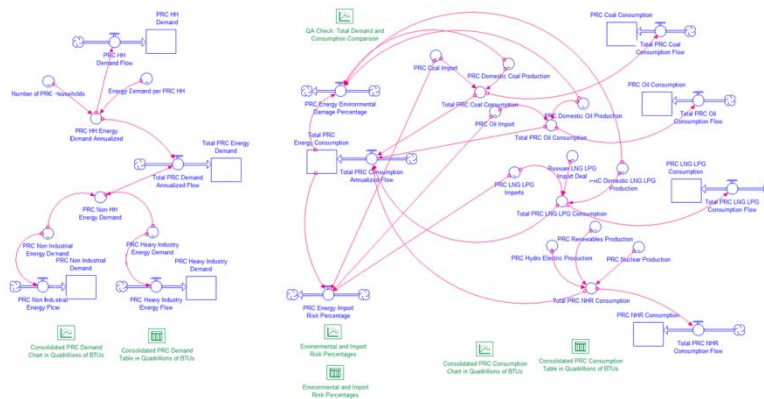 PRC HH
Demand
PRC HH
Demand Flow
Number of PRC Households
Energy Demand per PRC HH
PRC HH Energy
Demand Annualized
Total PRC Energy
Demand
Total PRC Demand
Annualized Flow
PRC Non HH
Energy Demand
PRC Non Industrial
Energy Demand
PRC Heavy Industry
Energy Demand
PRC Non Industrial
Demand
PRC Heavy Industry
Demand
PRC Non Industrial
Energy Flow
PRC Heavy Industry
Energy Flow
Consolidated PRC Demand
Chart in Quadrillions of BTUs
Consolidated PRC Demand
Table in Quadrillions of BTUs
QA Check: Total Demand and
Consumption Comparison
PRC Coal Consumption
Total PRC Coal
Consumption Flow
PRC Coal Import
PRC Domestic Coal Production
PRC Energy Environmental
Damage Percentage
Total PRC Coal Consumption
PRC Oil Consumption
PRC Oil Import
PRC Domestic Oil Production
Total PRC Oil Consumption
Total PRC Oil
Consumption Flow
Total PRC
Energy Consumption
Total PRC Consumption
Annualized Flow
PRC LNG LPG
Imports
Russian LNG LPG
Import Deal
PRC Domestic LNG LPG
Production
PRC LNG LPG
Consumption
Total PRC LNG LPG Consumption
Total PRC LNG LPG
Consumption Flow
PRC Renewables Production
PRC Hydro Electric Production
PRC Nuclear Production
Total PRC NHR Consumption
PRC NHR Consumption
Total PRC NHR
Consumption Flow
PRC Energy Import
Risk Percentage
Environmental and Import
Risk Percentages
Environmental and Import
Risk Percentages
Consolidated PRC Consumption
Chart in Quadrillions of BTUs
Consolidated PRC Consumption
Table in Quadrillions of BTUs